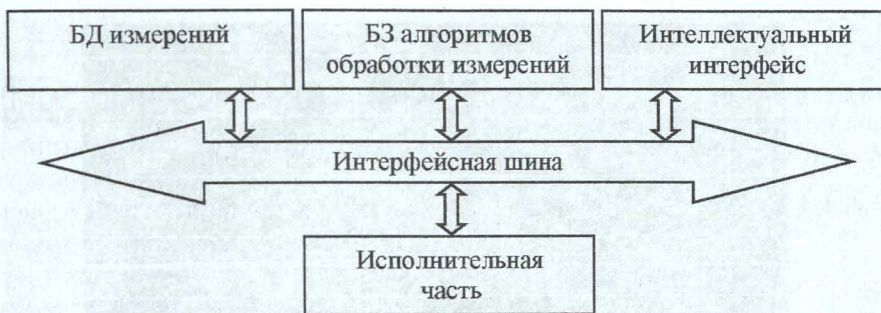 БД измерений
БЗ алгоритмов
обработки измерений
Интеллектуальный
интерфейс
Интерфейсная шина
Исполнительная
часть